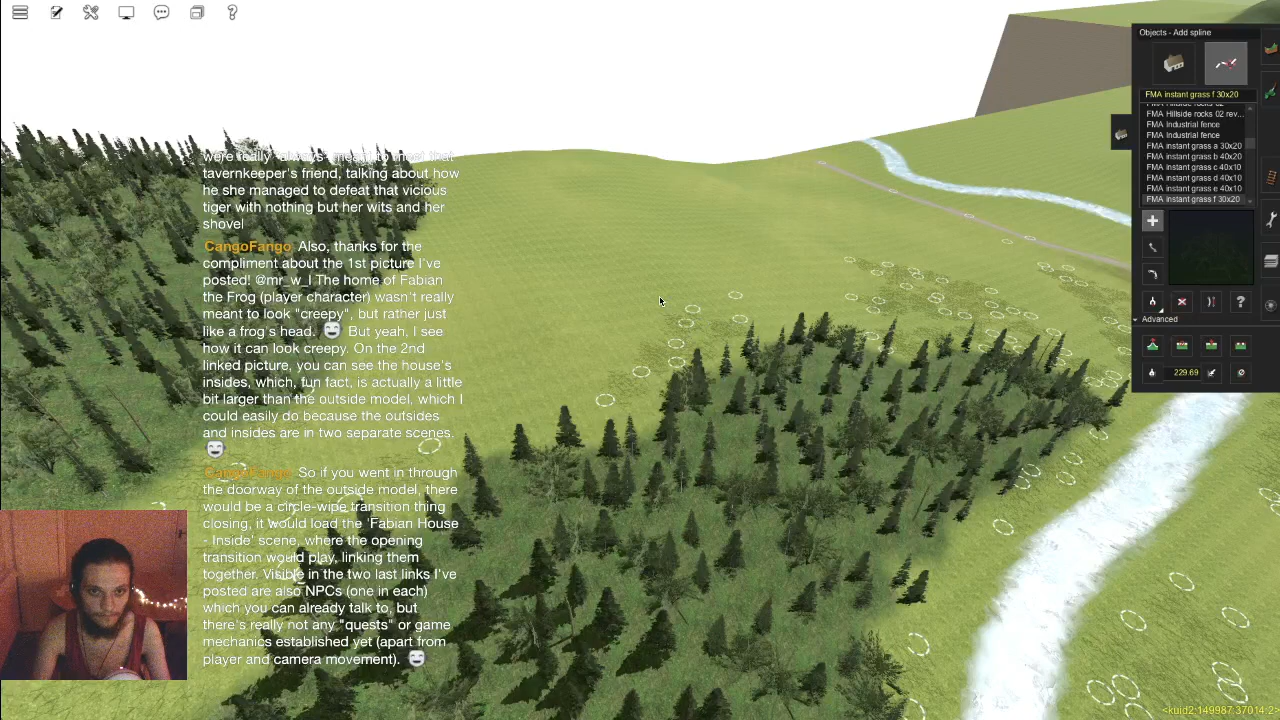 Objects - Add spline
FMA instant grass f 30x20
FMA Hillside rocks 02
FMA Hillside rocks 02 rev...
FMA Industrial fence
FMA Industrial fence
FMA instant grass a 30x20
FMA instant grass b 40x20
FMA instant grass c 40x10
FMA instant grass d 40x10
FMA instant grass e 40x10
FMA instant grass f 30x20
Advanced
229.69
were really *always* meant to meet that
tavernkeeper's friend, talking about how
he she managed to defeat that vicious
tiger with nothing but her wits and her
shovel
CangoFango Also, thanks for the
compliment about the 1st picture I've
posted! @mr_w_l The home of Fabian
the Frog (player character) wasn't really
meant to look "creepy", but rather just
like a frog's head. But yeah, I see
how it can look creepy. On the 2nd
linked picture, you can see the house's
insides, which, fun fact, is actually a little
bit larger than the outside model, which I
could easily do because the outsides
and insides are in two separate scenes.
CangoFango So if you went in through
the doorway of the outside model, there
would be a circle-wipe transition thing
closing, it would load the 'Fabian House
- Inside' scene, where the opening
transition would play, linking them
together. Visible in the two last links I've
posted are also NPCs (one in each)
which you can already talk to, but
there's really not any "quests" or game
mechanics established yet (apart from
player and camera movement).
<kuid2:149987:37014:2>